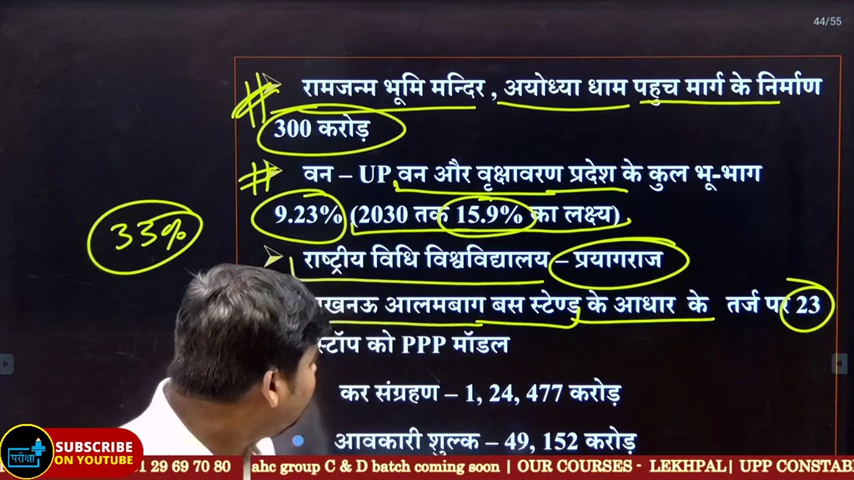 44/55
रामजन्म भूमि मन्दिर , अयोध्या धाम पहुच मार्ग के निर्माण
300 करोड़
वन – UP वन और वृक्षावरण प्रदेश के कुल भू-भाग
9.23% (2030 तक 15.9% का लक्ष्य)
33%
राष्ट्रीय विधि विश्वविद्यालय – प्रयागराज
आलमबाग बस स्टेण्ड के आधार के तर्ज पर 23
PPP मॉडल
कर संग्रहण – 1, 24, 477 करोड़
आवकारी शुल्क – 49, 152 करोड़
परीक्षा
SUBSCRIBE
ON YOUTUBE
1 29 69 70 80 ahc group C & D batch coming soon | OUR COURSES - LEKHPAL| UPP CONSTAB